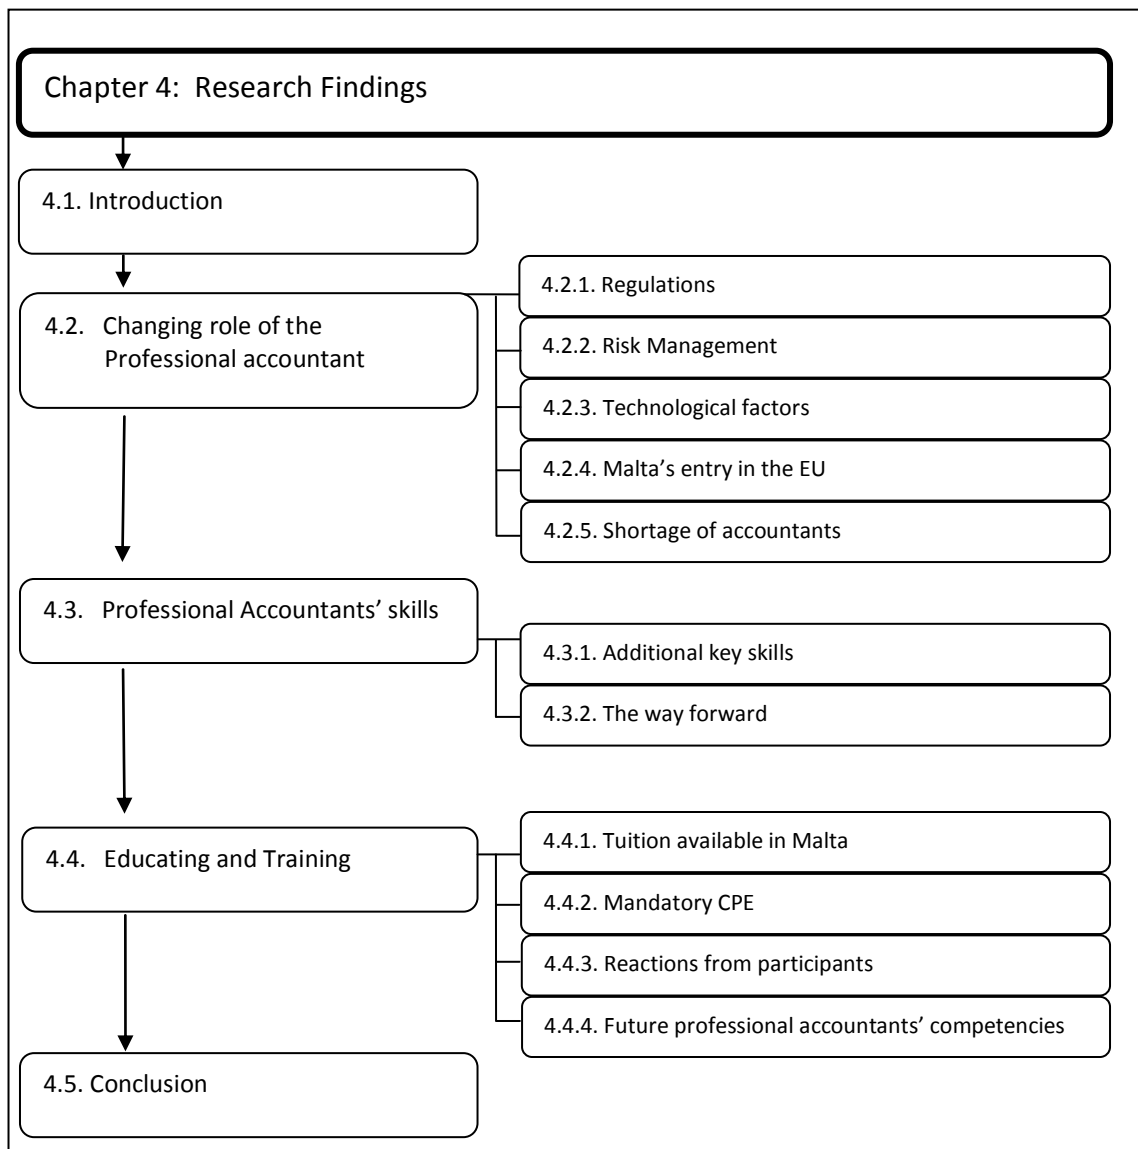 Chapter 4: Research Findings
4.1. Introduction
4.2. Changing role of the
Professional accountant
4.2.1. Regulations
4.2.2. Risk Management
4.2.3. Technological factors
4.2.4. Malta’s entry in the EU
4.2.5. Shortage of accountants
4.3. Professional Accountants’ skills
4.3.1. Additional key skills
4.3.2. The way forward
4.4. Educating and Training
4.4.1. Tuition available in Malta
4.4.2. Mandatory CPE
4.4.3. Reactions from participants
4.4.4. Future professional accountants’ competencies
4.5. Conclusion